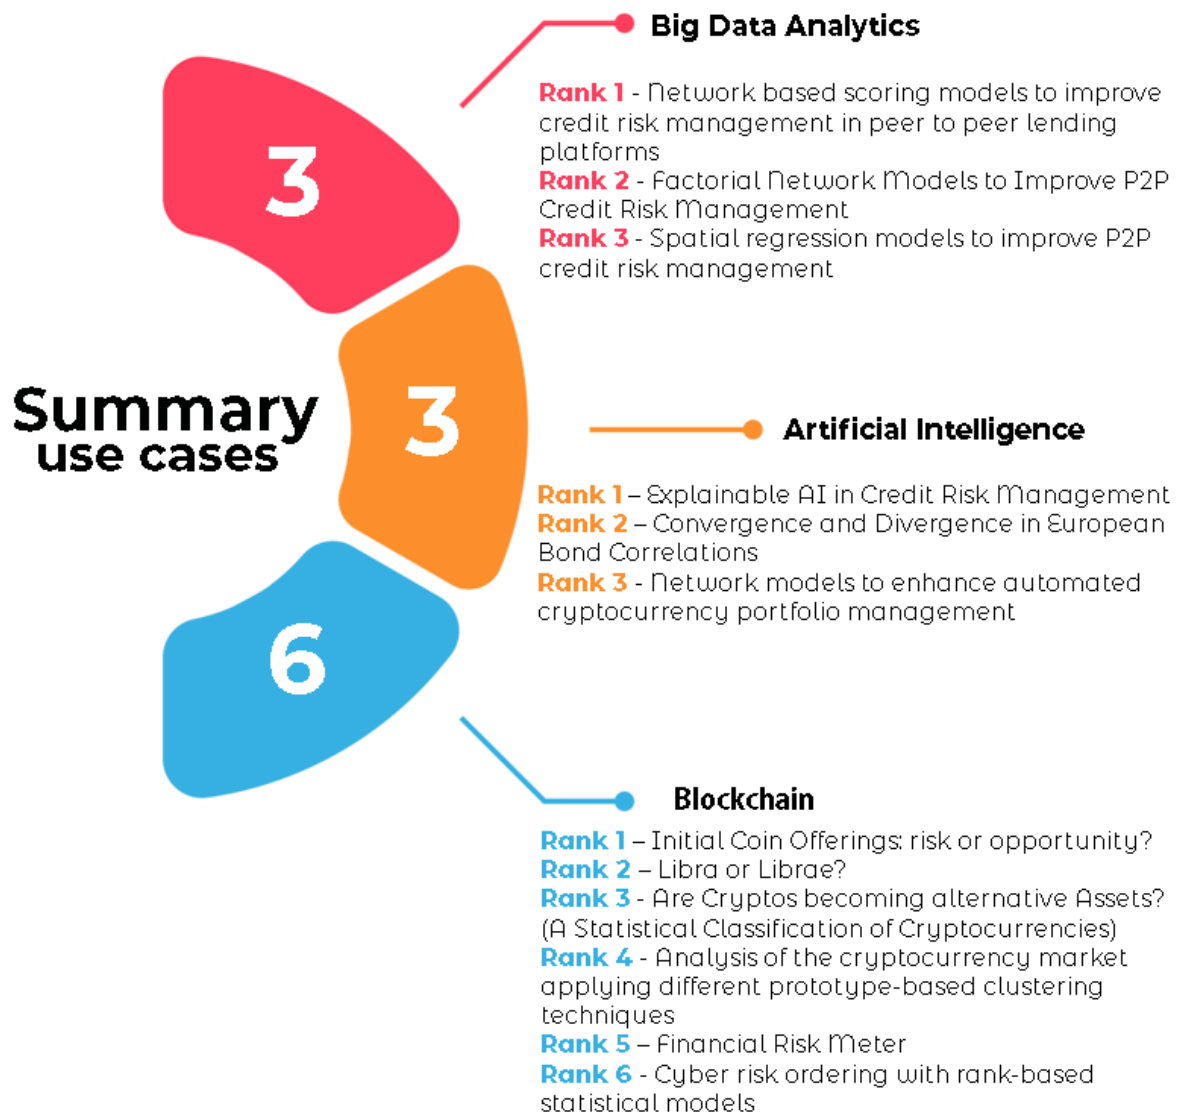 Big Data Analytics
Rank 1 - Network based scoring models to improve
credit risk management in peer to peer lending
platforms
Rank 2 - Factorial Network Models to Improve P2P
Credit Risk Management
Rank 3 - Spatial regression models to improve P2P
credit risk management
3
Summary
use cases
3
Artificial Intelligence
Rank 1 – Explainable AI in Credit Risk Management
Rank 2 – Convergence and Divergence in European
Bond Correlations
Rank 3 - Network models to enhance automated
cryptocurrency portfolio management
6
Blockchain
Rank 1 – Initial Coin Offerings: risk or opportunity?
Rank 2 – Libra or Librae?
Rank 3 - Are Cryptos becoming alternative Assets?
(A Statistical Classification of Cryptocurrencies)
Rank 4 - Analysis of the cryptocurrency market
applying different prototype-based clustering
techniques
Rank 5 – Financial Risk Meter
Rank 6 - Cyber risk ordering with rank-based
statistical models